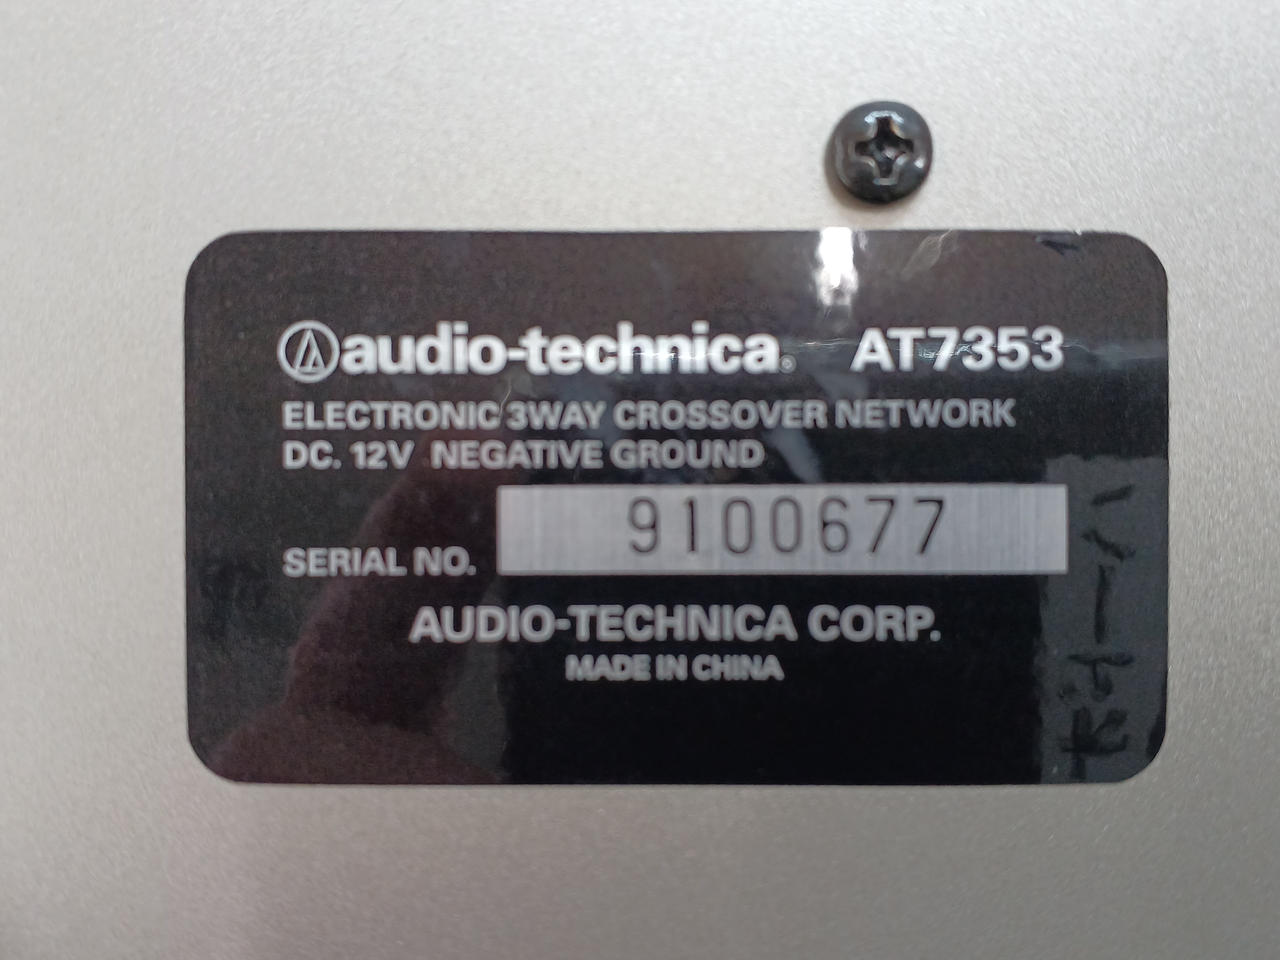 audio-technica® AT7353
ELECTRONIC 3WAY CROSSOVER NETWORK
DC. 12V NEGATIVE GROUND
SERIAL NO. 9100677
AUDIO-TECHNICA CORP.
MADE IN CHINA